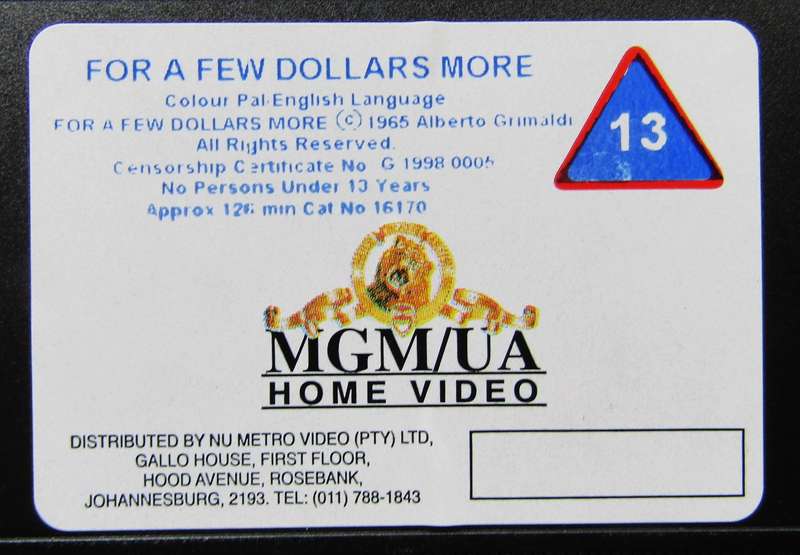 FOR A FEW DOLLARS MORE
Colour Pal English Language
FOR A FEW DOLLARS MORE © 1965 Alberto Grimaldi
All Rights Reserved.
Censorship Certificate No G 1998 0005
No Persons Under 13 Years
Approx min Cat No 16170
13
MGM/UA
HOME VIDEO
DISTRIBUTED BY NU METRO VIDEO (PTY) LTD,
GALLO HOUSE, FIRST FLOOR,
HOOD AVENUE, ROSEBANK,
JOHANNESBURG, 2193. TEL: (011) 788-1843